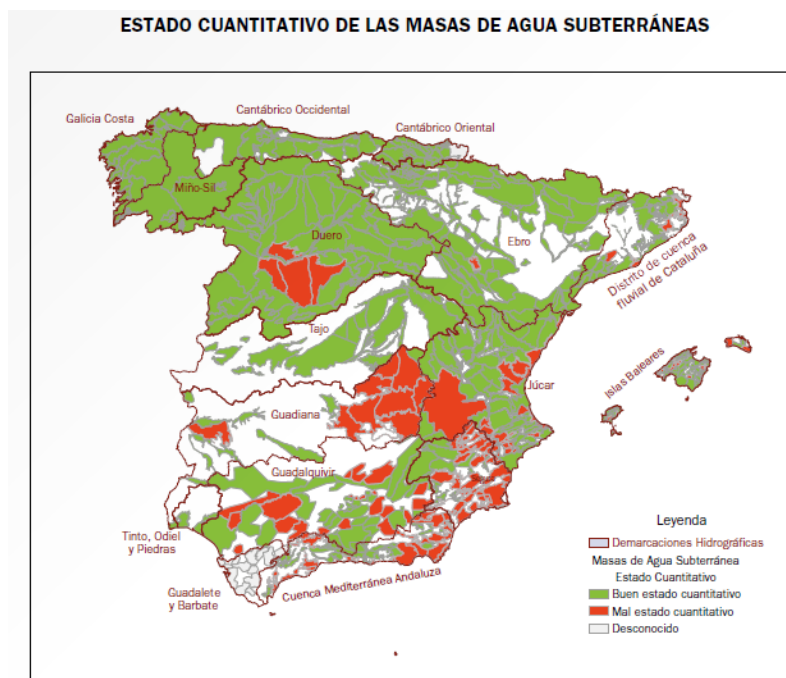 ESTADO CUANTITATIVO DE LAS MASAS DE AGUA SUBTERRÁNEAS
Galicia Costa
Cantábrico Occidental
Cantábrico Oriental
Miño-Sil
Duero
Ebro
Distrito de cuenca
fluvial de Cataluña
Tajo
Islas Baleares
Júcar
Guadiana
Guadalquivir
Tinto, Odiel
y Piedras
Guadalete
y Barbate
Cuenca Mediterránea Andaluza
Leyenda
Demarcaciones Hidrográficas
Masas de Agua Subterránea
Estado Cuantitativo
Buen estado cuantitativo
Mal estado cuantitativo
Desconocido